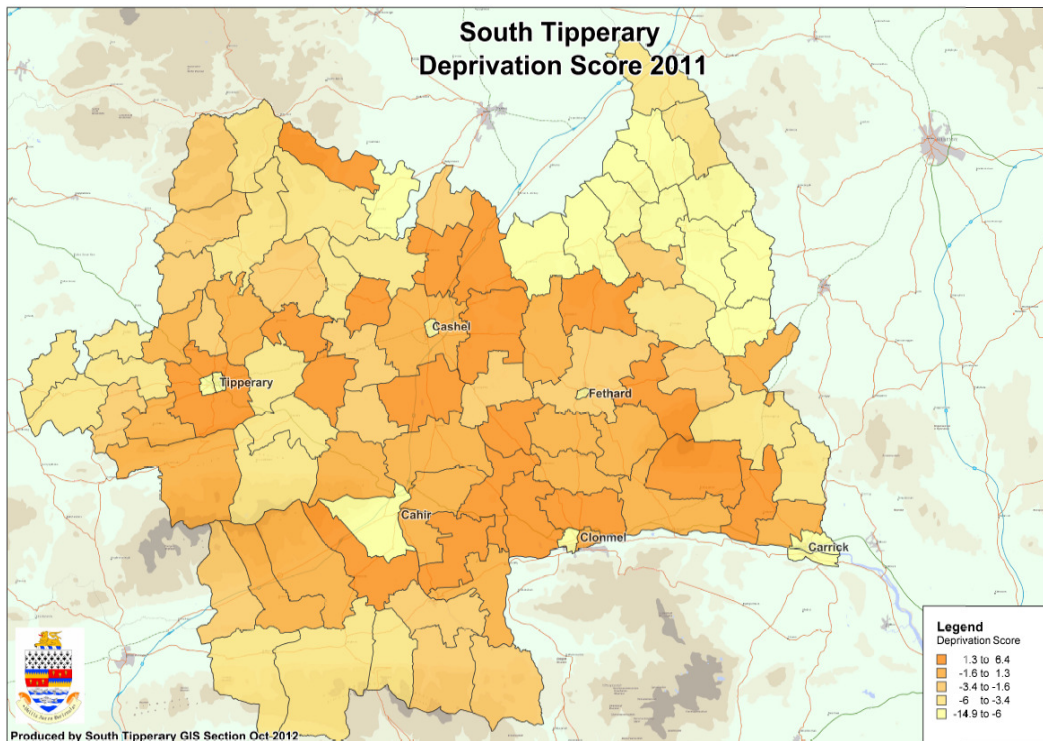 South Tipperary
Deprivation Score 2011
Cashel
Tipperary
Fethard
Cahir
Clonmel
Carrick
Legend
Deprivation Score
1.3 to 6.4
-1.6 to 1.3
-3.4 to -1.6
-6 to -3.4
-14.9 to -6
Produced by South Tipperary GIS Section Oct 2012